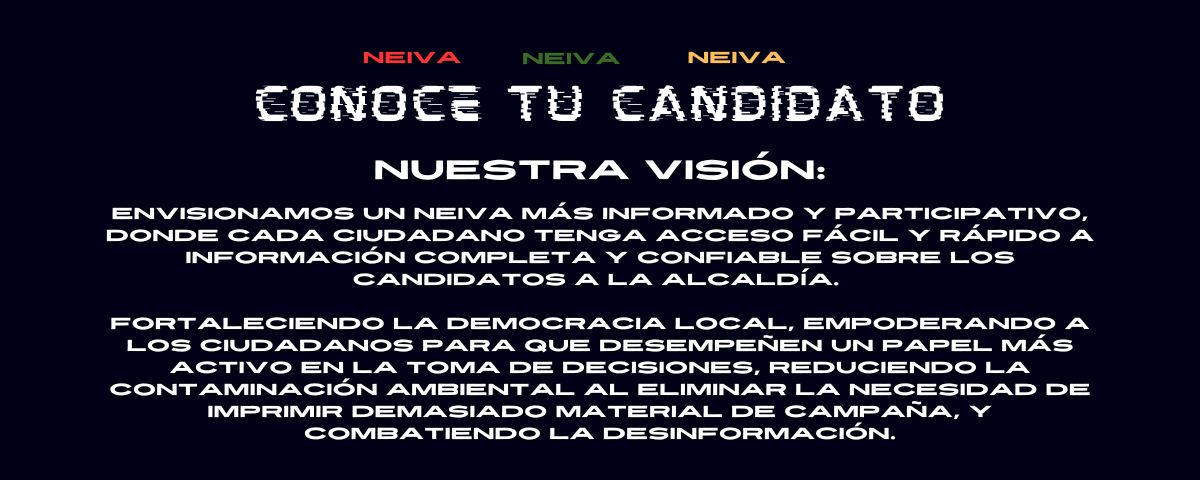 NEIVA NEIVA NEIVA
CONOCE TU CANDIDATO
NUESTRA VISIÓN:
ENVISIONAMOS UN NEIVA MÁS INFORMADO Y PARTICIPATIVO,
DONDE CADA CIUDADANO TENGA ACCESO FÁCIL Y RÁPIDO A
INFORMACIÓN COMPLETA Y CONFIABLE SOBRE LOS
CANDIDATOS A LA ALCALDÍA.
FORTALECIENDO LA DEMOCRACIA LOCAL, EMPODERANDO A
LOS CIUDADANOS PARA QUE DESEMPEÑEN UN PAPEL MÁS
ACTIVO EN LA TOMA DE DECISIONES, REDUCIENDO LA
CONTAMINACIÓN AMBIENTAL AL ELIMINAR LA NECESIDAD DE
IMPRIMIR DEMASIADO MATERIAL DE CAMPAÑA, Y
COMBATIENDO LA DESINFORMACIÓN.